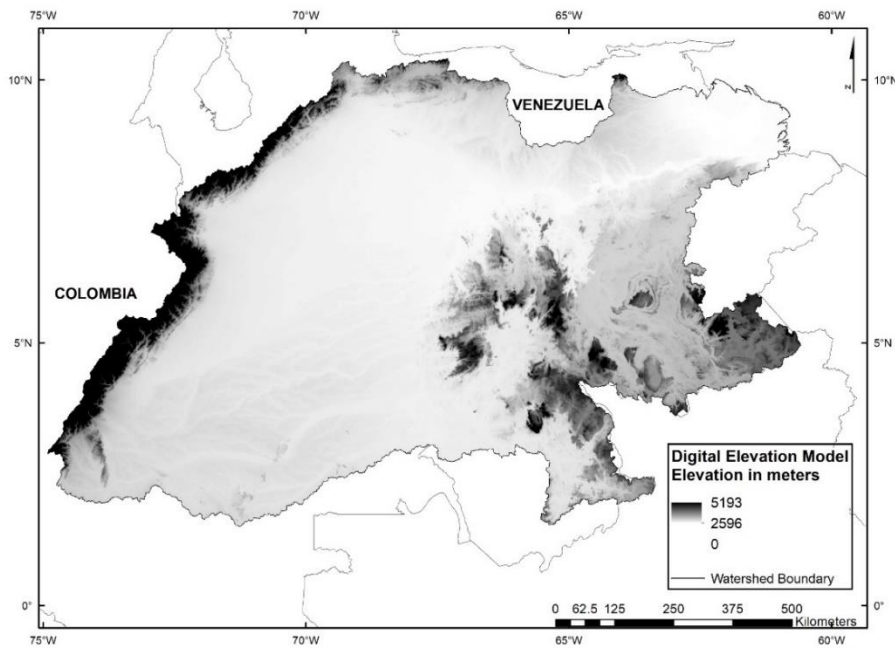 75°W 70°W 65°W 60°W
10°N 10°N
VENEZUELA
N
COLOMBIA
5°N 5°N
Digital Elevation Model
Elevation in meters
5193
2596
0
Watershed Boundary
0° 0°
0 62.5 125 250 375 500
Kilometers
75°W 70°W 65°W 60°W